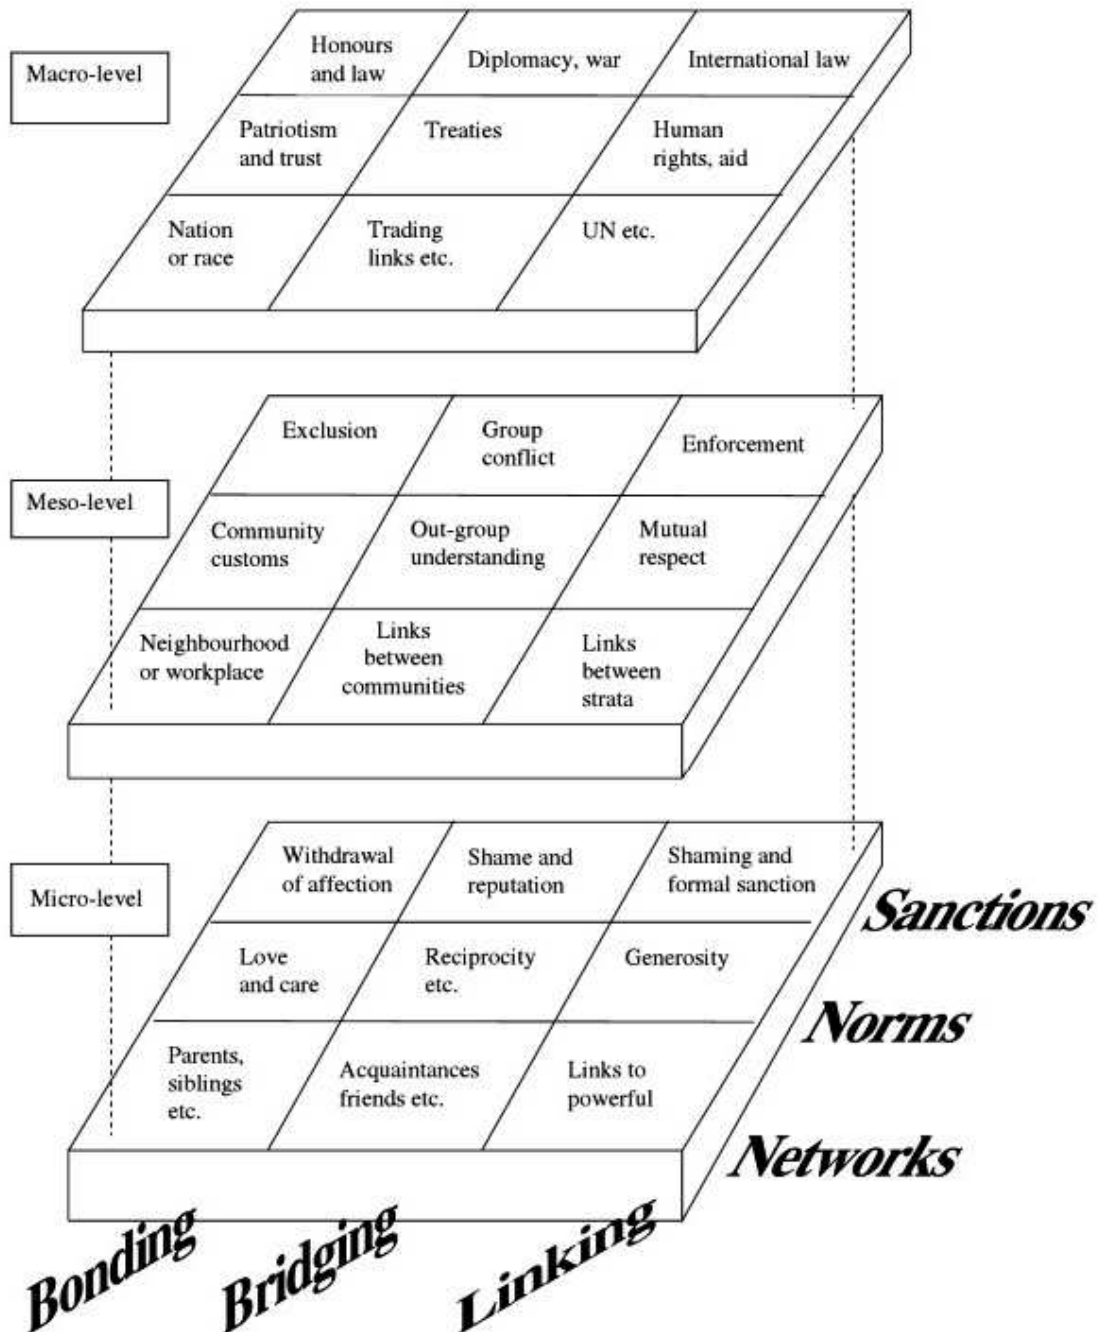 Macro-level
Honours
and law
Diplomacy, war
International law
Patriotism
and trust
Treaties
Human
rights, aid
Nation
or race
Trading
links etc.
UN etc.
Meso-level
Exclusion
Group
conflict
Enforcement
Community
customs
Out-group
understanding
Mutual
respect
Neighbourhood
or workplace
Links
between
communities
Links
between
strata
Micro-level
Withdrawal
of affection
Shame and
reputation
Shaming and
formal sanction
Sanctions
Love
and care
Reciprocity
etc.
Generosity
Norms
Parents,
siblings
etc.
Acquaintances
friends etc.
Links to
powerful
Networks
Bonding
Bridging
Linking